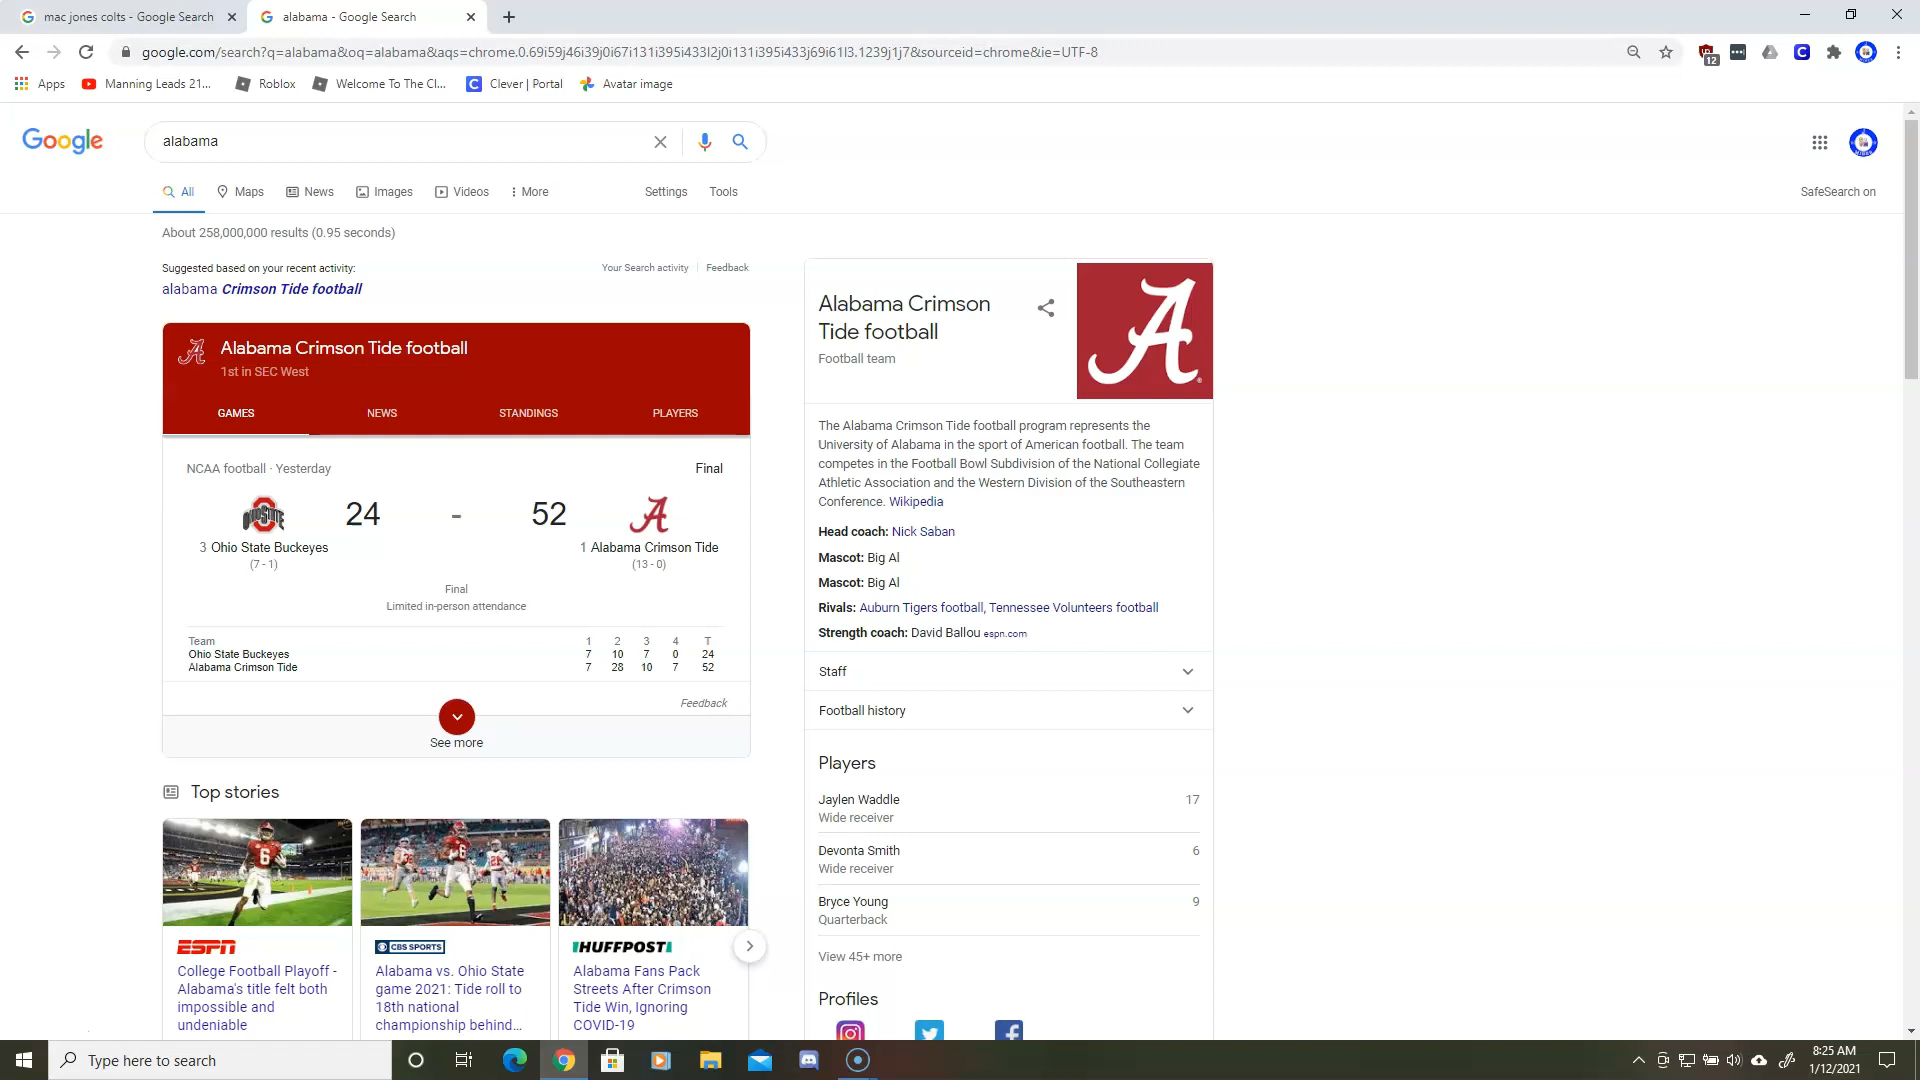 mac jones colts - Google Search
alabama - Google Search
google.com/search?q=alabama&oq=alabama&aqs=chrome.0.69i59j46i39j0i67i131i395i433l2j0i131i395i433j69i61l3.1239j1j7&sourceid=chrome&ie=UTF-8
12
Apps
Manning Leads 21...
Roblox
Welcome To The Cl...
Clever | Portal
Avatar image
Google
alabama
All
Maps
News
Images
Videos
More
Settings
Tools
SafeSearch on
About 258,000,000 results (0.95 seconds)
Suggested based on your recent activity:
Your Search activity
Feedback
alabama Crimson Tide football
Alabama Crimson Tide football
1st in SEC West
GAMES
NEWS
STANDINGS
PLAYERS
NCAA football · Yesterday
Final
24 - 52
3 Ohio State Buckeyes
(7 - 1)
1 Alabama Crimson Tide
(13 - 0)
Final
Limited in-person attendance
Team 1 2 3 4 T
Ohio State Buckeyes 7 10 7 0 24
Alabama Crimson Tide 7 28 10 7 52
Feedback
See more
Top stories
ESPN
College Football Playoff -
Alabama's title felt both
impossible and
undeniable
CBS SPORTS
Alabama vs. Ohio State
game 2021: Tide roll to
18th national
championship behind...
HUFFPOST
Alabama Fans Pack
Streets After Crimson
Tide Win, Ignoring
COVID-19
Alabama Crimson
Tide football
Football team
The Alabama Crimson Tide football program represents the
University of Alabama in the sport of American football. The team
competes in the Football Bowl Subdivision of the National Collegiate
Athletic Association and the Western Division of the Southeastern
Conference. Wikipedia
Head coach: Nick Saban
Mascot: Big Al
Mascot: Big Al
Rivals: Auburn Tigers football, Tennessee Volunteers football
Strength coach: David Ballou espn.com
Staff
Football history
Players
Jaylen Waddle 17
Wide receiver
Devonta Smith 6
Wide receiver
Bryce Young 9
Quarterback
View 45+ more
Profiles
Type here to search
8:25 AM
1/12/2021